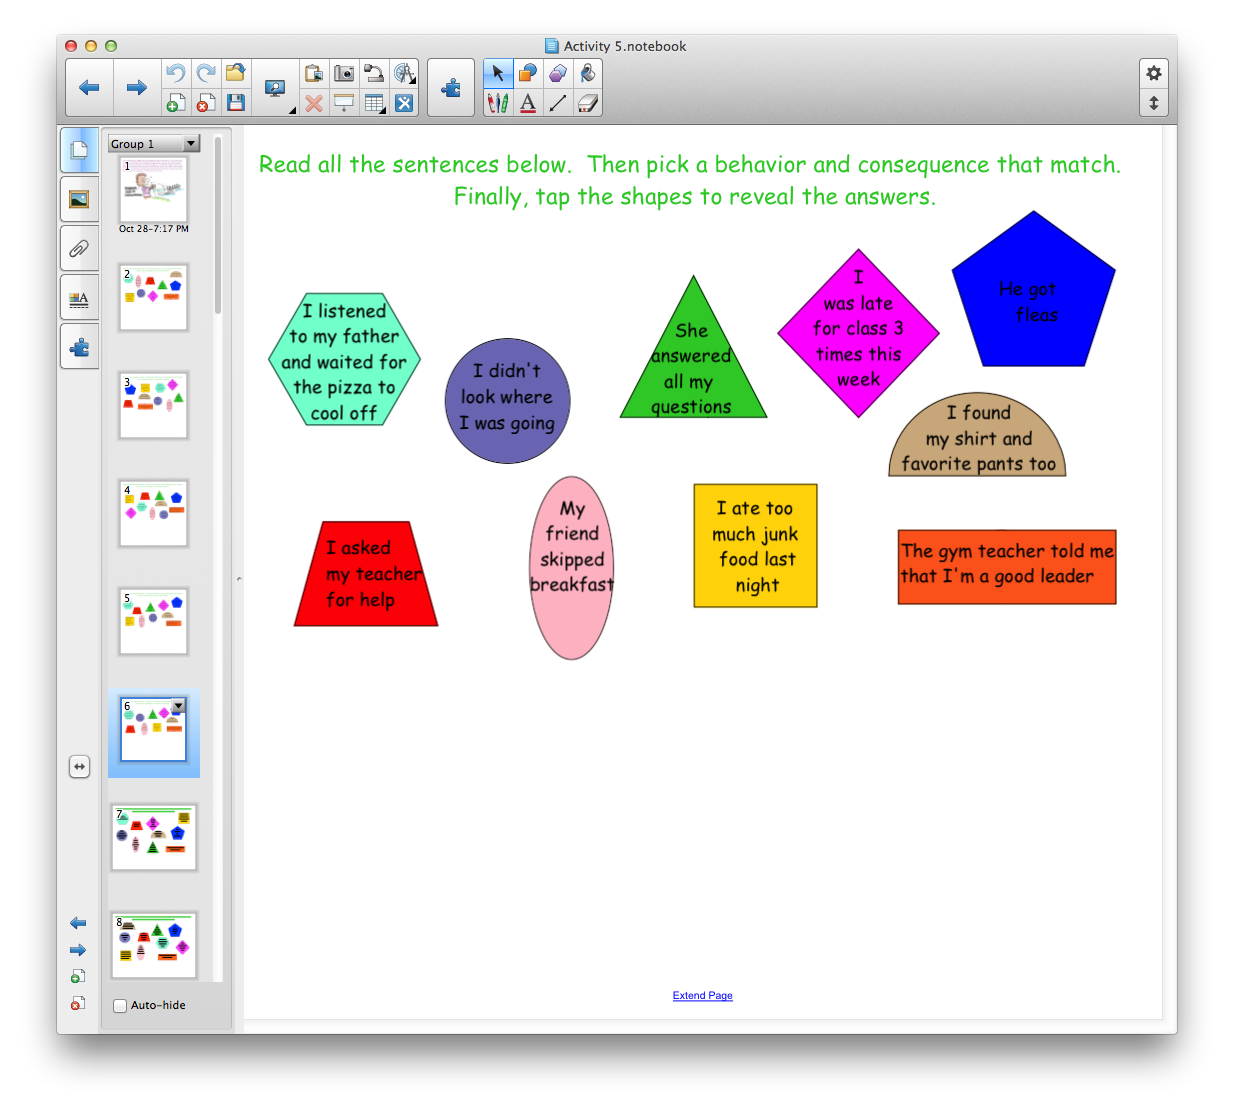 Activity 5.notebook
Group 1
1
Oct 28-7:17 PM
2
3
4
5
6
7
8
Auto-hide
Read all the sentences below. Then pick a behavior and consequence that match.
Finally, tap the shapes to reveal the answers.
I listened
to my father
and waited for
the pizza to
cool off
I didn't
look where
I was going
She
answered
all my
questions
I
was late
for class 3
times this
week
He got
fleas
I found
my shirt and
favorite pants too
I asked
my teacher
for help
My
friend
skipped
breakfast
I ate too
much junk
food last
night
The gym teacher told me
that I'm a good leader
Extend Page